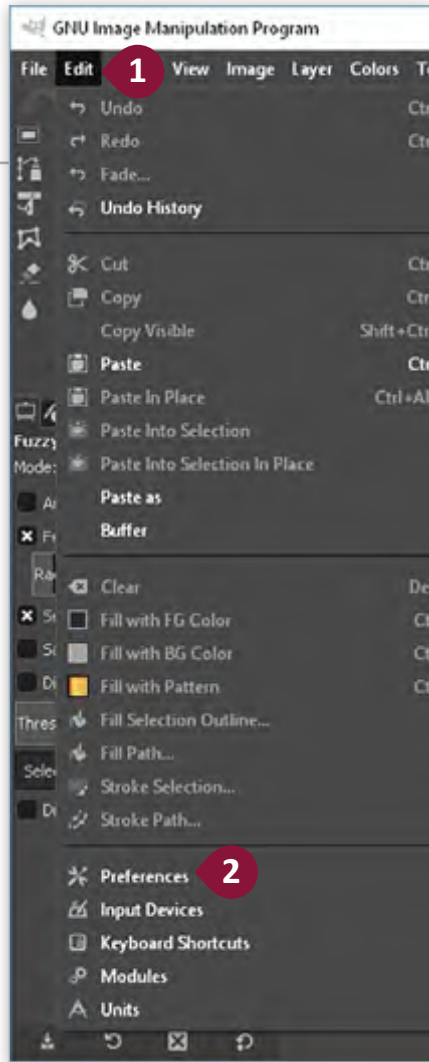 GNU Image Manipulation Program
File Edit 1 View Image Layer Colors
Undo
Redo
Fade...
Undo History
Cut
Copy
Copy Visible
Paste
Paste In Place
Paste Into Selection
Paste Into Selection In Place
Paste as
Buffer
Clear
Fill with FG Color
Fill with BG Color
Fill with Pattern
Fill Selection Outline...
Fill Path...
Stroke Selection...
Stroke Path...
Preferences 2
Input Devices
Keyboard Shortcuts
Modules
Units
Fuzzy
Mode: